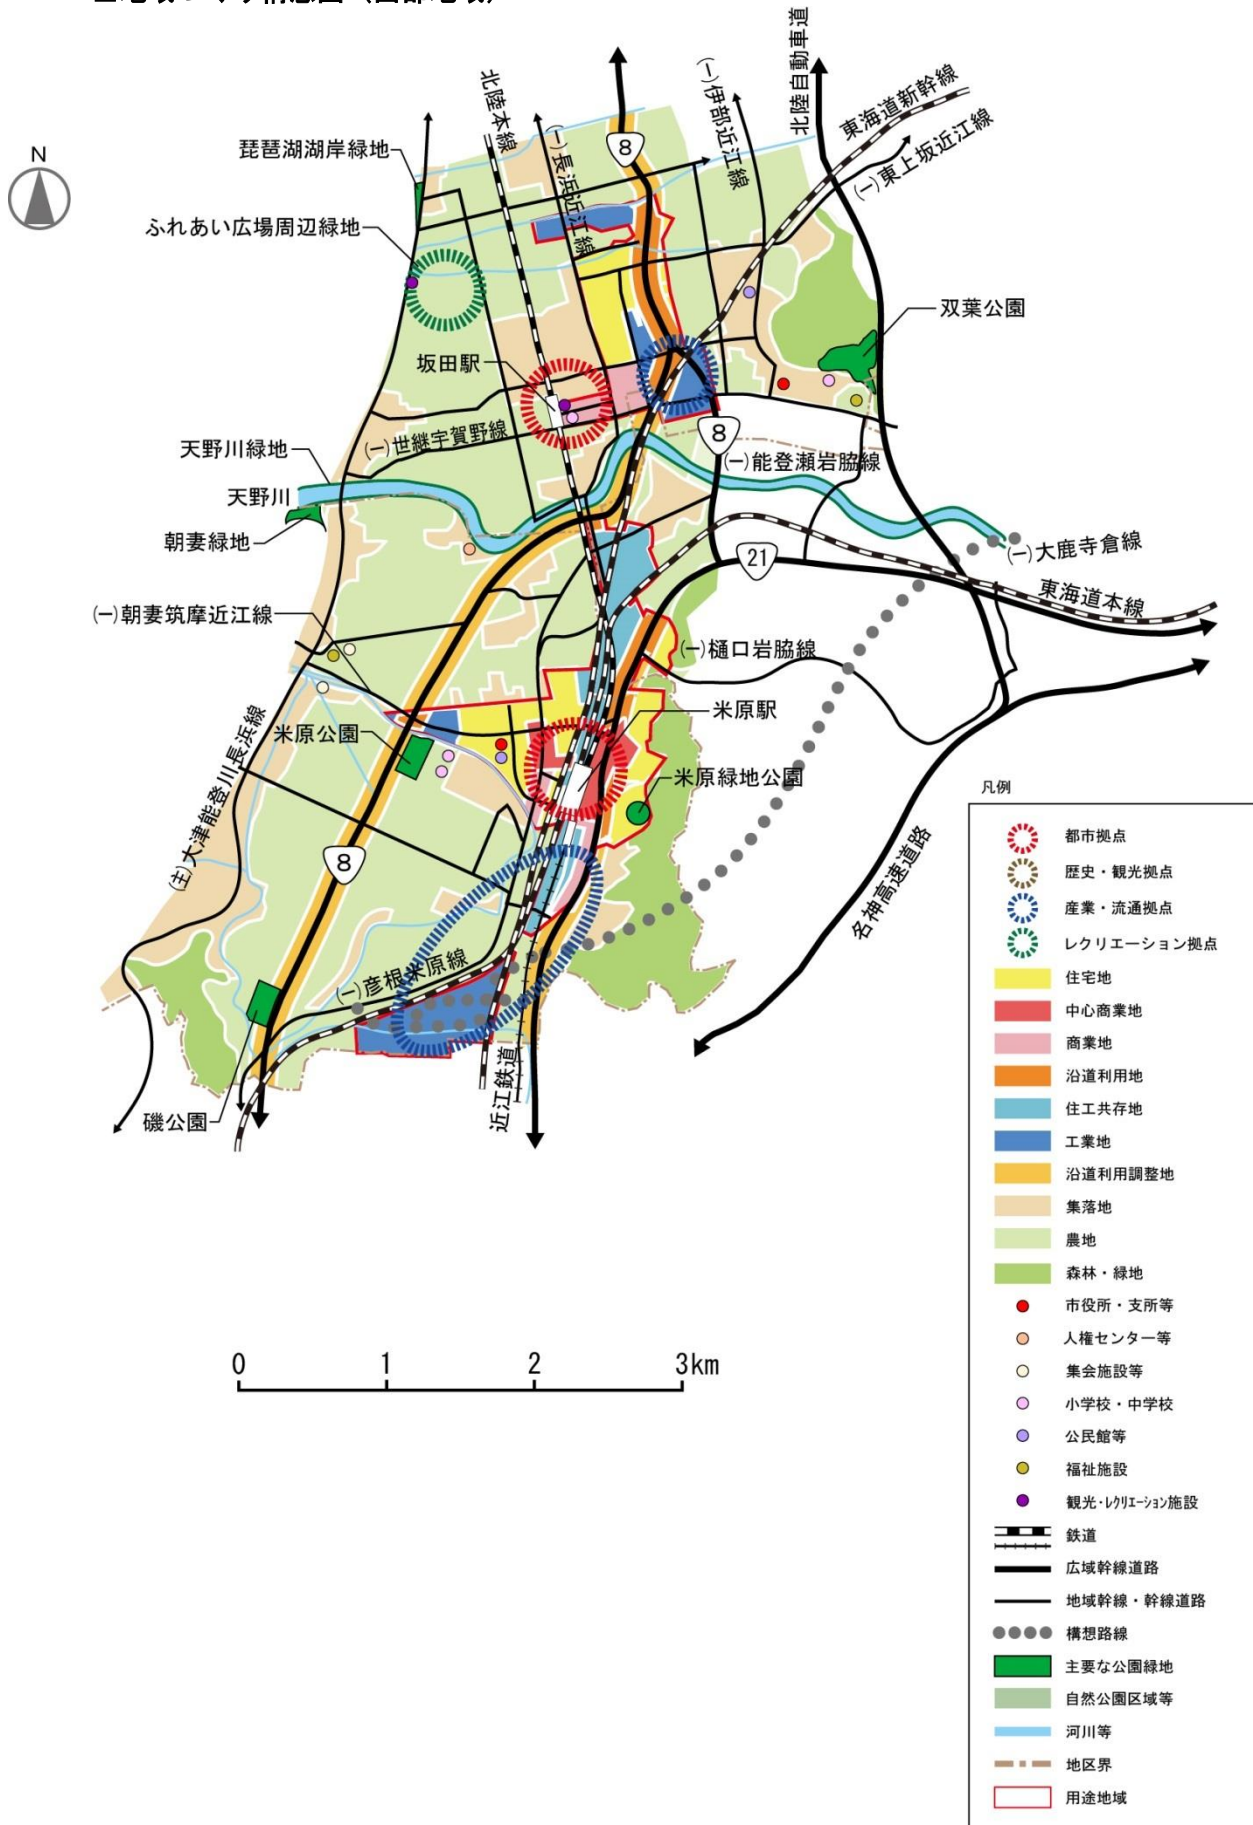 N
北陸本線
(一)長浜近江線
8
(一)伊部近江線
北陸自動車道
東海道新幹線
(一)東上坂近江線
琵琶湖湖岸緑地
ふれあい広場周辺緑地
双葉公園
坂田駅
(一)世継宇賀野線
8
(一)能登瀬岩脇線
天野川緑地
天野川
朝妻緑地
21
(一)大鹿寺倉線
東海道本線
(一)朝妻筑摩近江線
(一)樋口岩脇線
米原駅
米原公園
米原緑地公園
(主)大津能登川長浜線
8
名神高速道路
(一)彦根米原線
近江鉄道
磯公園
0 1 2 3km
凡例
都市拠点
歴史・観光拠点
産業・流通拠点
レクリエーション拠点
住宅地
中心商業地
商業地
沿道利用地
住工共存地
工業地
沿道利用調整地
集落地
農地
森林・緑地
市役所・支所等
人権センター等
集会施設等
小学校・中学校
公民館等
福祉施設
観光・レクリエーション施設
鉄道
広域幹線道路
地域幹線・幹線道路
構想路線
主要な公園緑地
自然公園区域等
河川等
地区界
用途地域